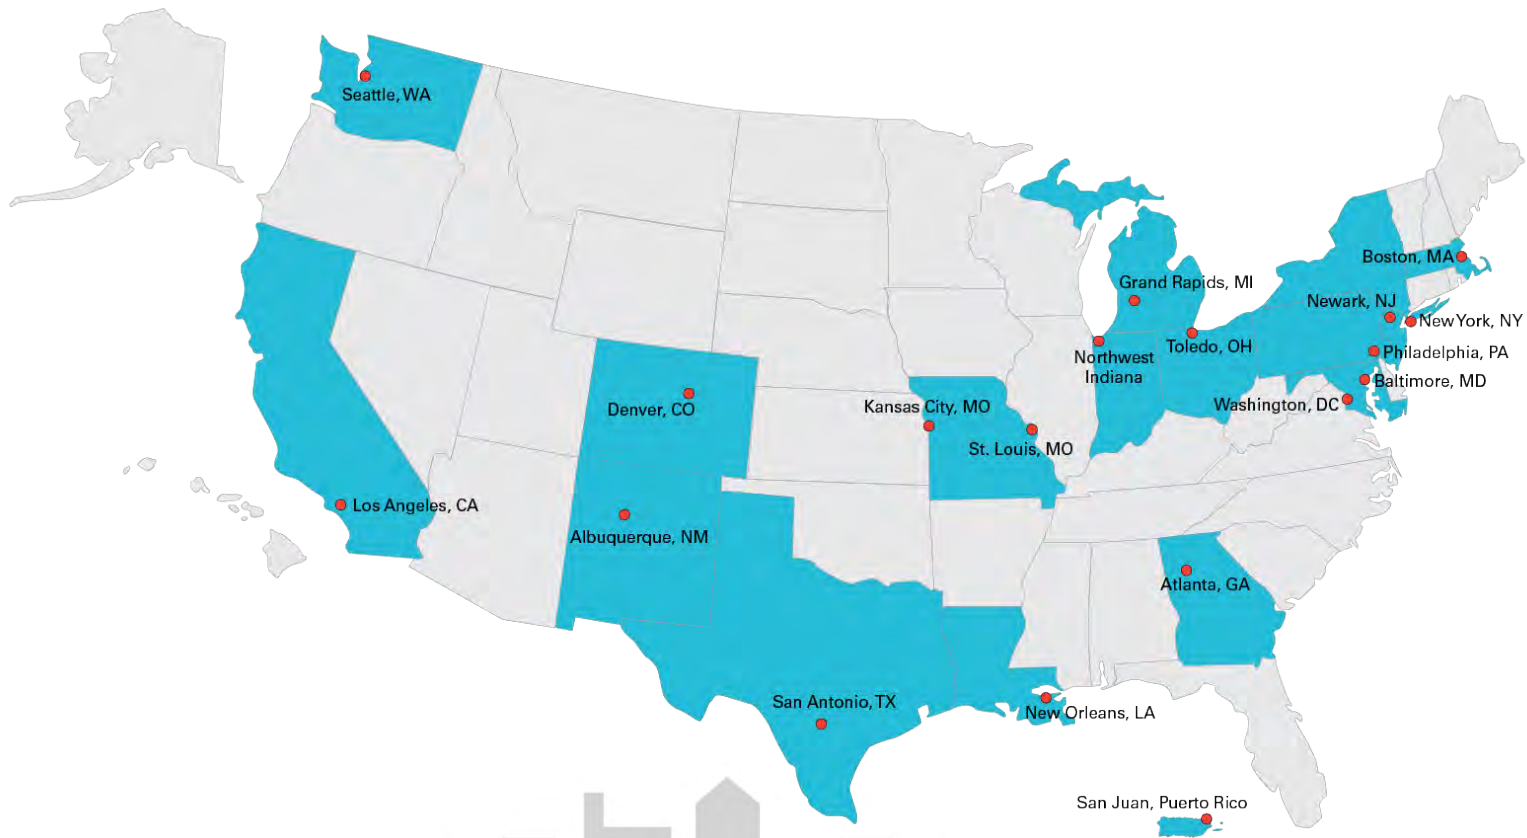 Seattle, WA
Boston, MA
Grand Rapids, MI
Newark, NJ
New York, NY
Toledo, OH
Northwest
Indiana
Philadelphia, PA
Baltimore, MD
Washington, DC
Denver, CO
Kansas City, MO
St. Louis, MO
Los Angeles, CA
Albuquerque, NM
Atlanta, GA
San Antonio, TX
New Orleans, LA
San Juan, Puerto Rico